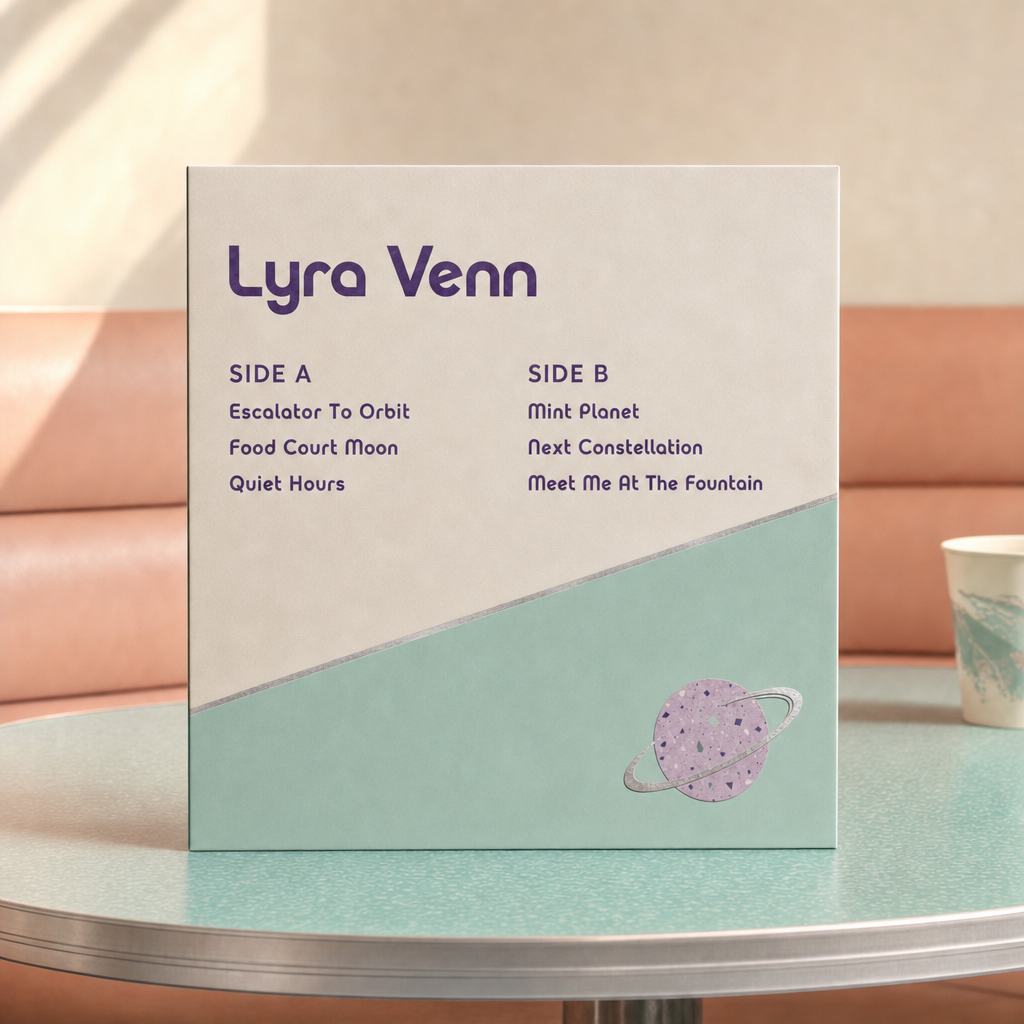 Lyra Venn
SIDE A
Escalator To Orbit
Food Court Moon
Quiet Hours
SIDE B
Mint Planet
Next Constellation
Meet Me At The Fountain